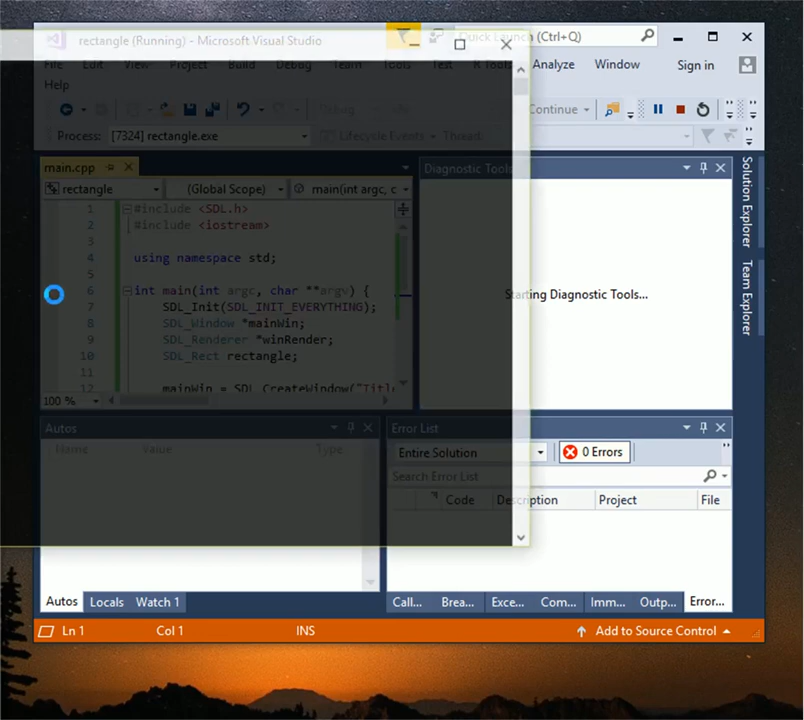 rectangle (Running) - Microsoft Visual Studio
Quick Launch (Ctrl+Q)
File Edit View Project Build Debug Team Tools Test R Tools Analyze Window Sign in
Help
Debug Continue
Process: [7324] rectangle.exe Lifecycle Events Thread:
main.cpp
rectangle (Global Scope) main(int argc, c
1 #include <SDL.h>
2 #include <iostream>
3
4 using namespace std;
5
6 int main(int argc, char **argv) {
7 SDL_Init(SDL_INIT_EVERYTHING);
8 SDL_Window *mainWin;
9 SDL_Renderer *winRender;
10 SDL_Rect rectangle;
11
12 mainWin = SDL_CreateWindow("Titl
100 %
Diagnostic Tools
Starting Diagnostic Tools...
Solution Explorer
Team Explorer
Autos
Name Value Type
Autos Locals Watch 1
Error List
Entire Solution 0 Errors
Search Error List
Code Description Project File
Call... Brea... Exce... Com... Imm... Outp... Error...
Ln 1 Col 1 INS Add to Source Control